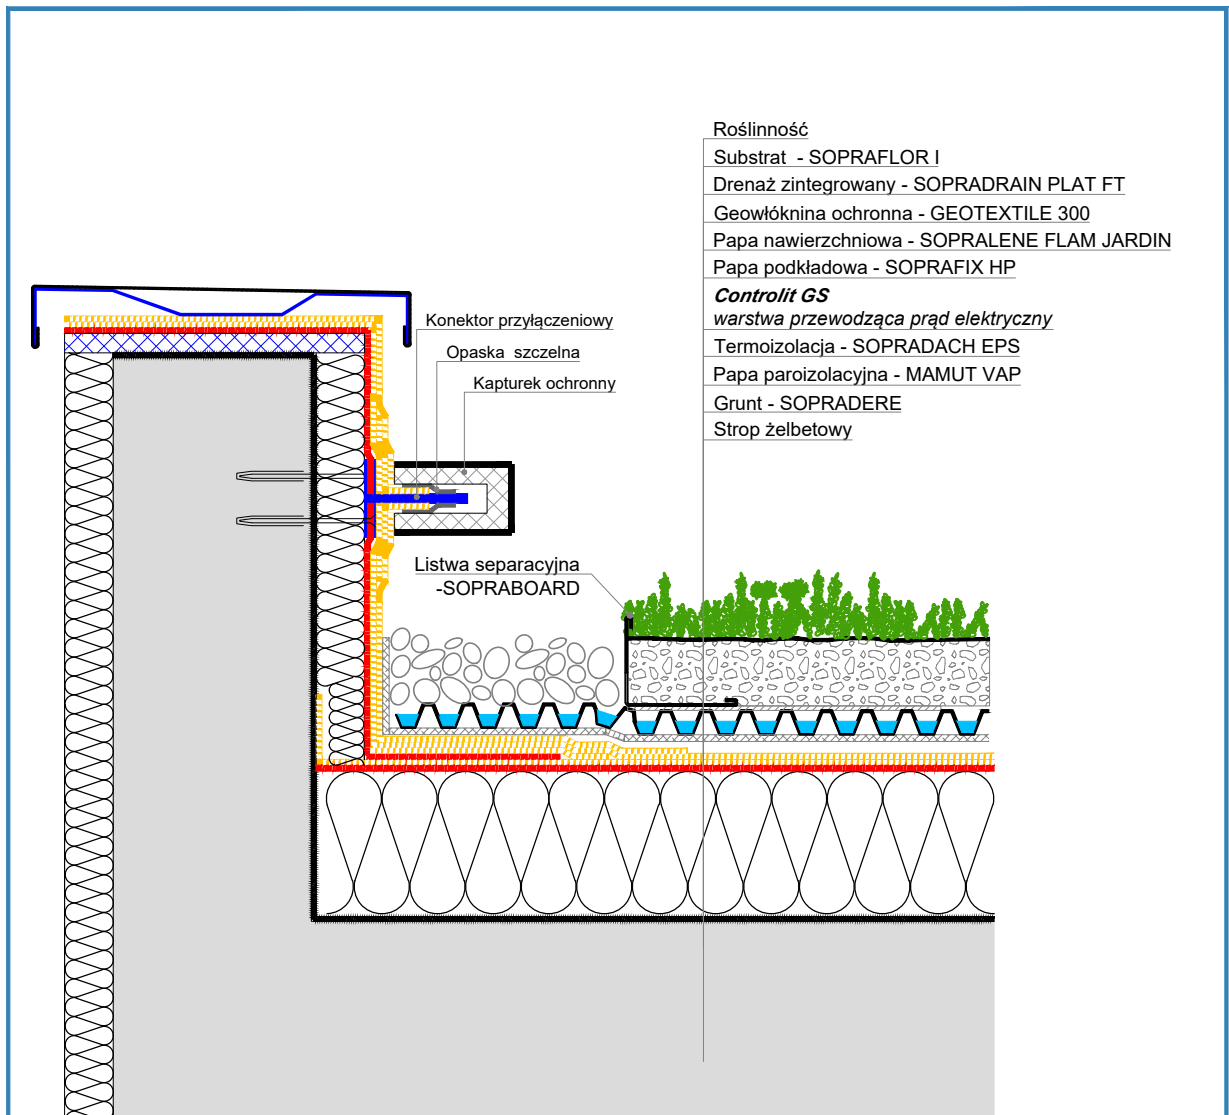 Roślinność
Substrat - SOPRAFLOR I
Drenaż zintegrowany - SOPRADRAIN PLAT FT
Geowłóknina ochronna - GEOTEXTILE 300
Papa nawierzchniowa - SOPRALENE FLAM JARDIN
Papa podkładowa - SOPRAFIX HP
Controlit GS
warstwa przewodząca prąd elektryczny
Termoizolacja - SOPRADACH EPS
Papa paroizolacyjna - MAMUT VAP
Grunt - SOPRADERE
Strop żelbetowy
Konektor przyłączeniowy
Opaska szczelna
Kapturek ochronny
Listwa separacyjna
-SOPRABOARD